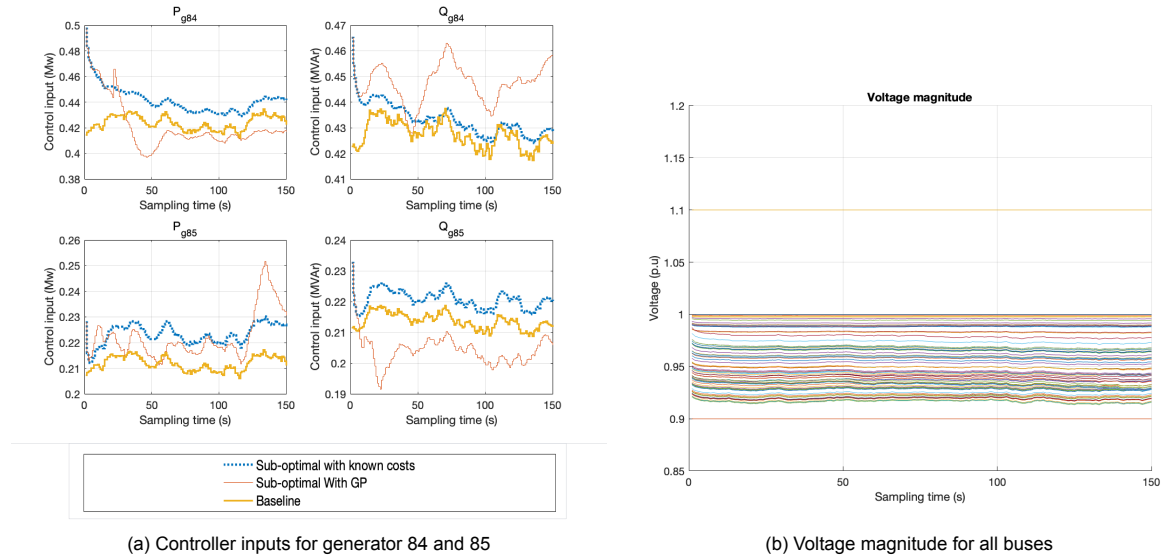 P_g84
Q_g84
Control input (Mw)
0.5
0.48
0.46
0.44
0.42
0.4
0.38
0 50 100 150
Sampling time (s)
Control input (MVAr)
0.47
0.46
0.45
0.44
0.43
0.42
0.41
0 50 100 150
Sampling time (s)
P_g85
Q_g85
Control input (Mw)
0.26
0.25
0.24
0.23
0.22
0.21
0.2
0 50 100 150
Sampling time (s)
Control input (MVAr)
0.24
0.23
0.22
0.21
0.2
0.19
0 50 100 150
Sampling time (s)
Sub-optimal with known costs
Sub-optimal With GP
Baseline
(a) Controller inputs for generator 84 and 85
Voltage magnitude
Voltage (p.u)
1.2
1.15
1.1
1.05
1
0.95
0.9
0.85
0 50 100 150
Sampling time (s)
(b) Voltage magnitude for all buses